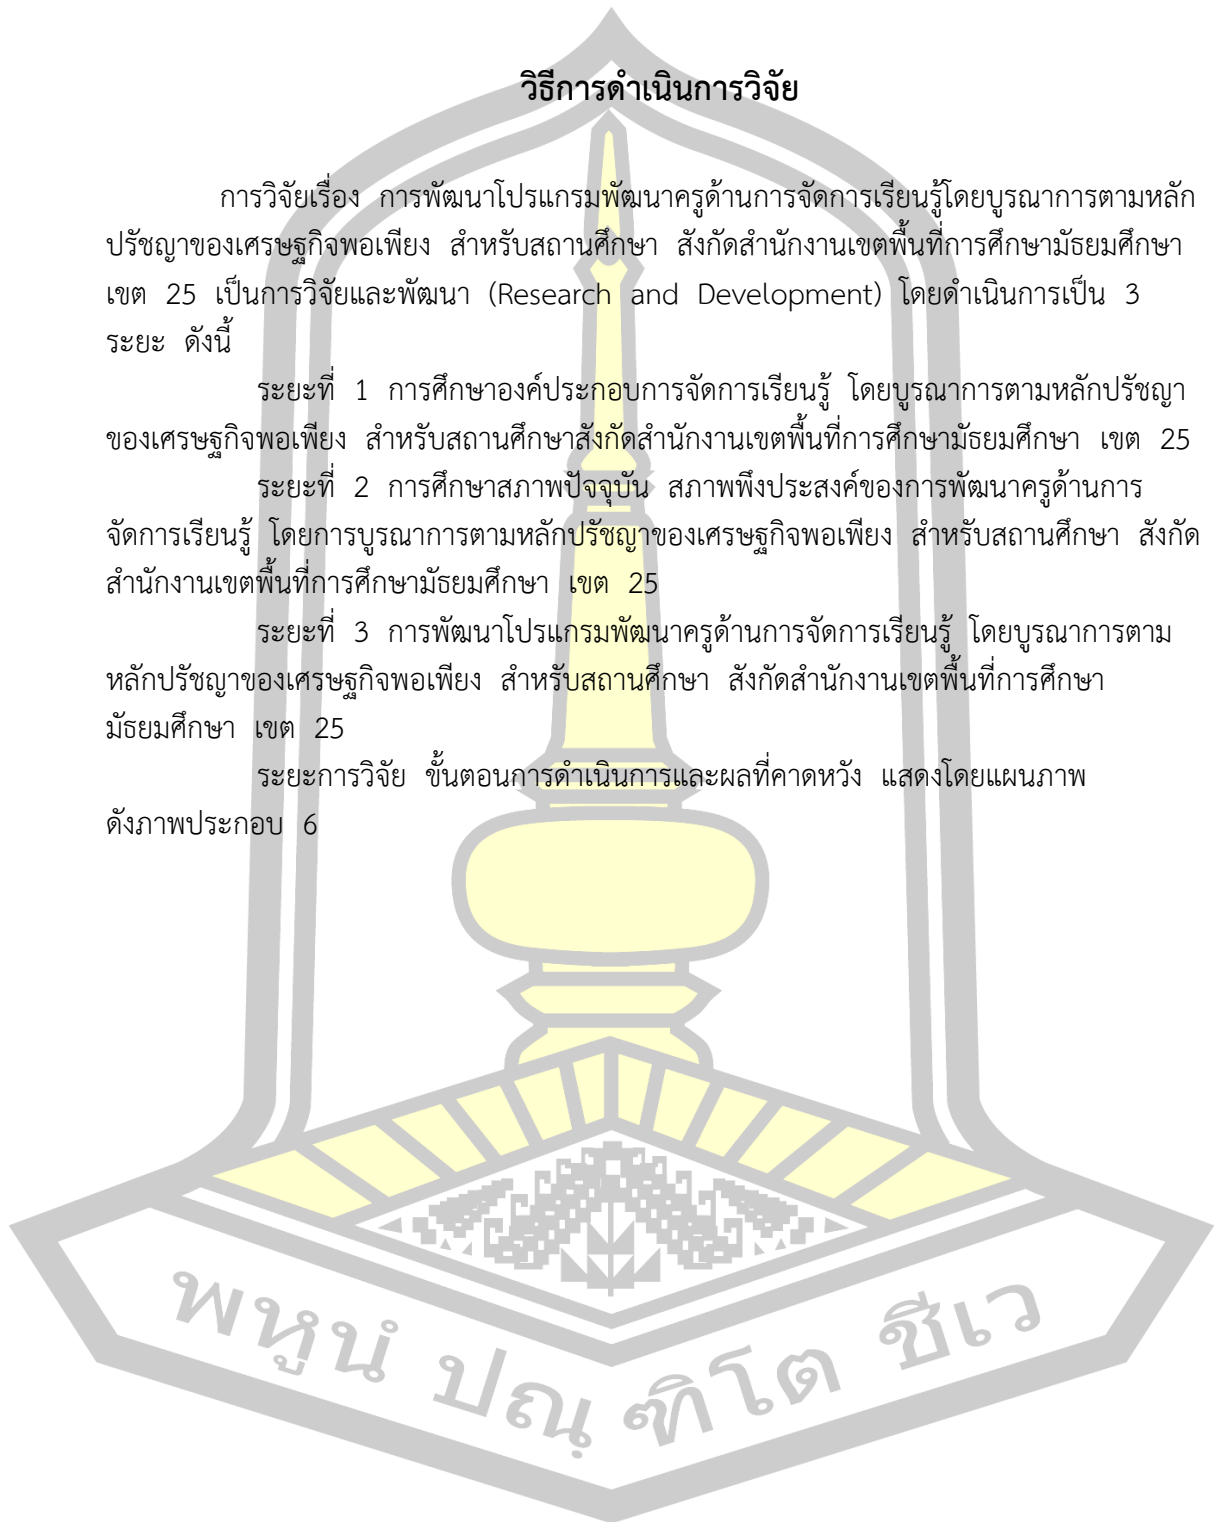 วิธีการดำเนินการวิจัย
การวิจัยเรื่อง การพัฒนาโปรแกรมพัฒนาครูด้านการจัดการเรียนรู้โดยบูรณาการตามหลัก
ปรัชญาของเศรษฐกิจพอเพียง สำหรับสถานศึกษา สังกัดสำนักงานเขตพื้นที่การศึกษามัธยมศึกษา
เขต 25 เป็นการวิจัยและพัฒนา (Research and Development) โดยดำเนินการเป็น 3
ระยะ ดังนี้
ระยะที่ 1 การศึกษาองค์ประกอบการจัดการเรียนรู้ โดยบูรณาการตามหลักปรัชญา
ของเศรษฐกิจพอเพียง สำหรับสถานศึกษาสังกัดสำนักงานเขตพื้นที่การศึกษามัธยมศึกษา เขต 25
ระยะที่ 2 การศึกษาสภาพปัจจุบัน สภาพพึงประสงค์ของการพัฒนาครูด้านการ
จัดการเรียนรู้ โดยการบูรณาการตามหลักปรัชญาของเศรษฐกิจพอเพียง สำหรับสถานศึกษา สังกัด
สำนักงานเขตพื้นที่การศึกษามัธยมศึกษา เขต 25
ระยะที่ 3 การพัฒนาโปรแกรมพัฒนาครูด้านการจัดการเรียนรู้ โดยบูรณาการตาม
หลักปรัชญาของเศรษฐกิจพอเพียง สำหรับสถานศึกษา สังกัดสำนักงานเขตพื้นที่การศึกษา
มัธยมศึกษา เขต 25
ระยะการวิจัย ขั้นตอนการดำเนินการและผลที่คาดหวัง แสดงโดยแผนภาพ
ดังภาพประกอบ 6
พหูนํ ปณฺฑิโต ชีเว